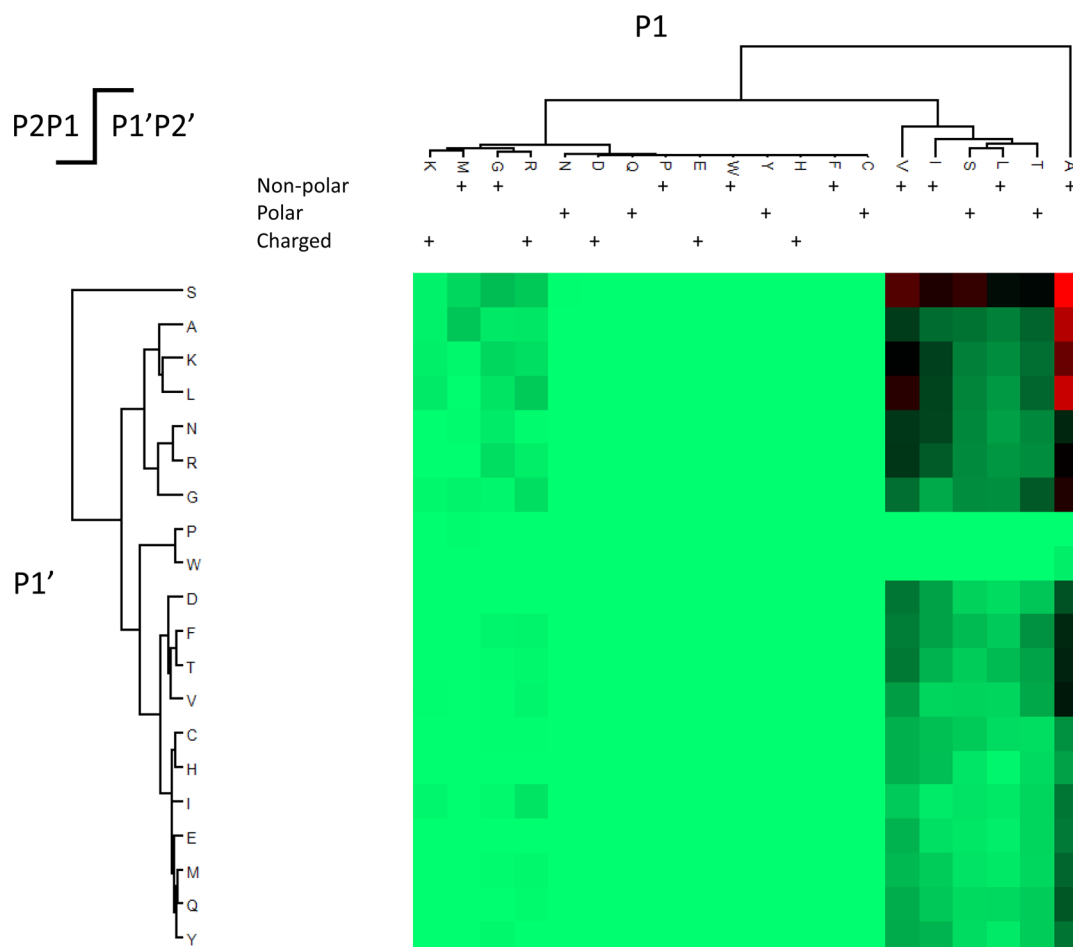 P1
P2P1 P1’P2’
K M G R N D Q P E W Y H F C V I S L T A
Non-polar + + + + + + + + +
Polar + + + + + + +
Charged + + + + +
S
A
K
L
N
R
G
P
W
P1’
D
F
T
V
C
H
I
E
M
Q
Y